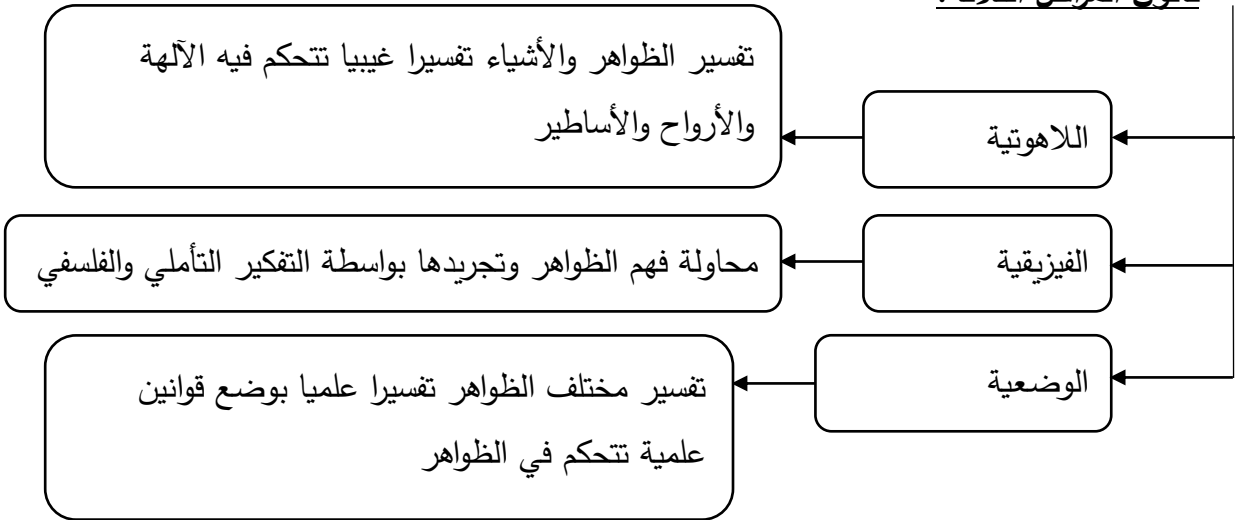 اللاهوتية
تفسير الظواهر والأشياء تفسيرا غيبيا تتحكم فيه الآلهة
والأرواح والأساطير
الفيزيقية
محاولة فهم الظواهر وتجريدها بواسطة التفكير التأملي والفلسفي
الوضعية
تفسير مختلف الظواهر تفسيرا علميا بوضع قوانين
علمية تتحكم في الظواهر